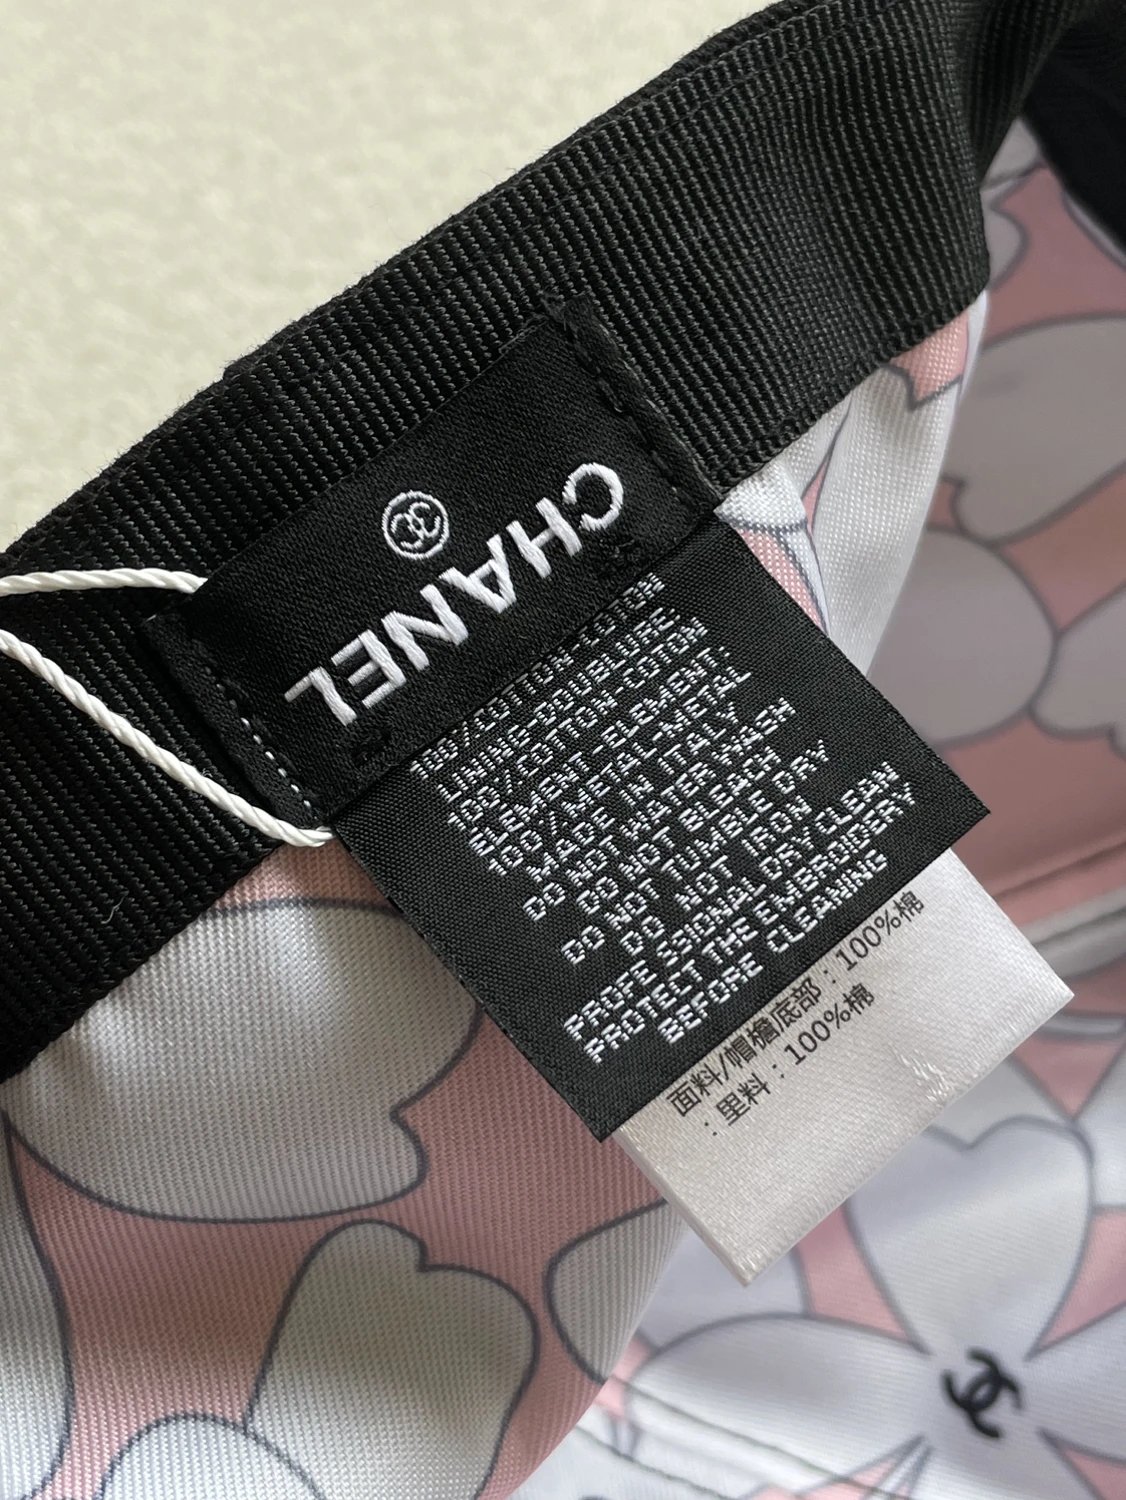 CHANEL
100%COTTON-COTON
LINING-DOUBLURE
100%COTTON-COTON
ELEMENT-ELEMENT:
100%METAL-METAL
MADE IN ITALY
DO NOT WATER WASH
DO NOT BLEACH
DO NOT TUMBLE DRY
DO NOT IRON
PROFE SSIONAL DRY CLEAN
PROTECT THE EMBROIDERY
BEFORE CLEANING
面料/帽檐/底部：100%棉
：里料：100%棉